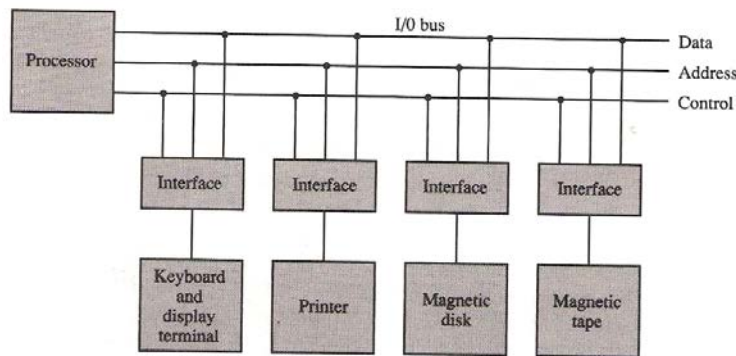 I/0 bus
Processor
Data
Address
Control
Interface
Interface
Interface
Interface
Keyboard
and
display
terminal
Printer
Magnetic
disk
Magnetic
tape